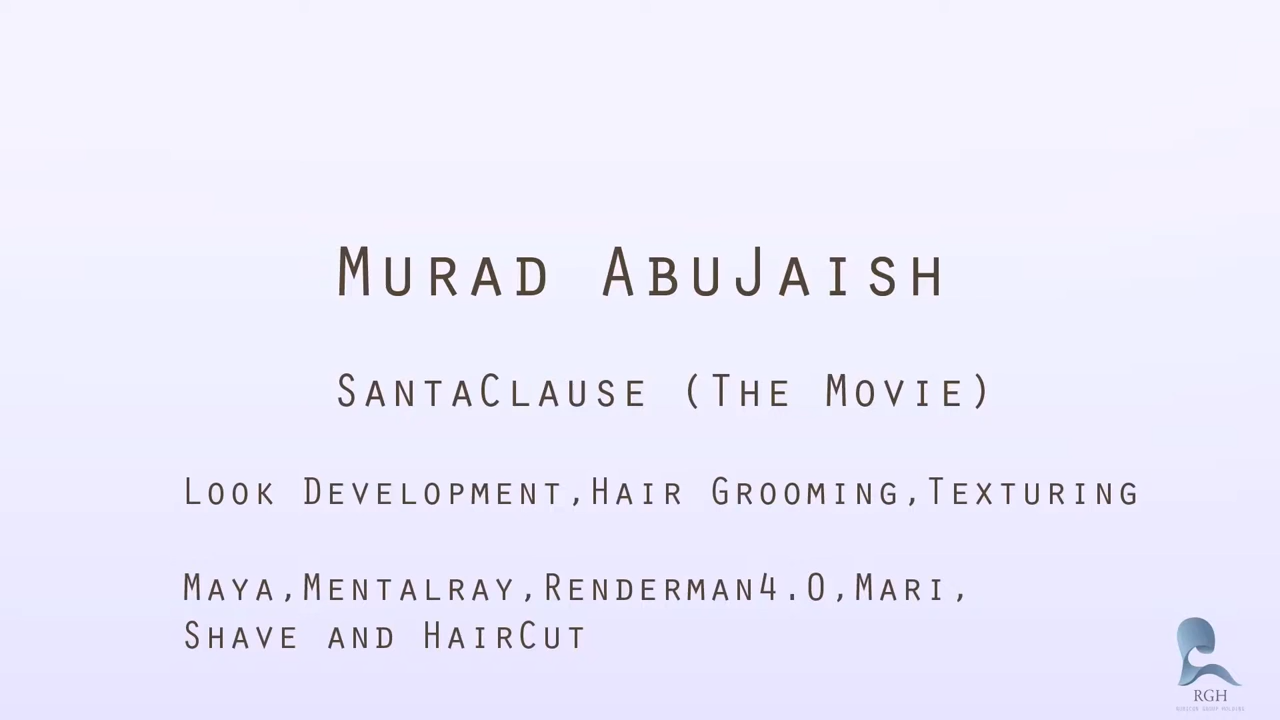 Murad AbuJaish
SantaClause (The Movie)
Look Development,Hair Grooming,Texturing
Maya,Mentalray,Renderman4.0,Mari,
Shave and HairCut
RGH